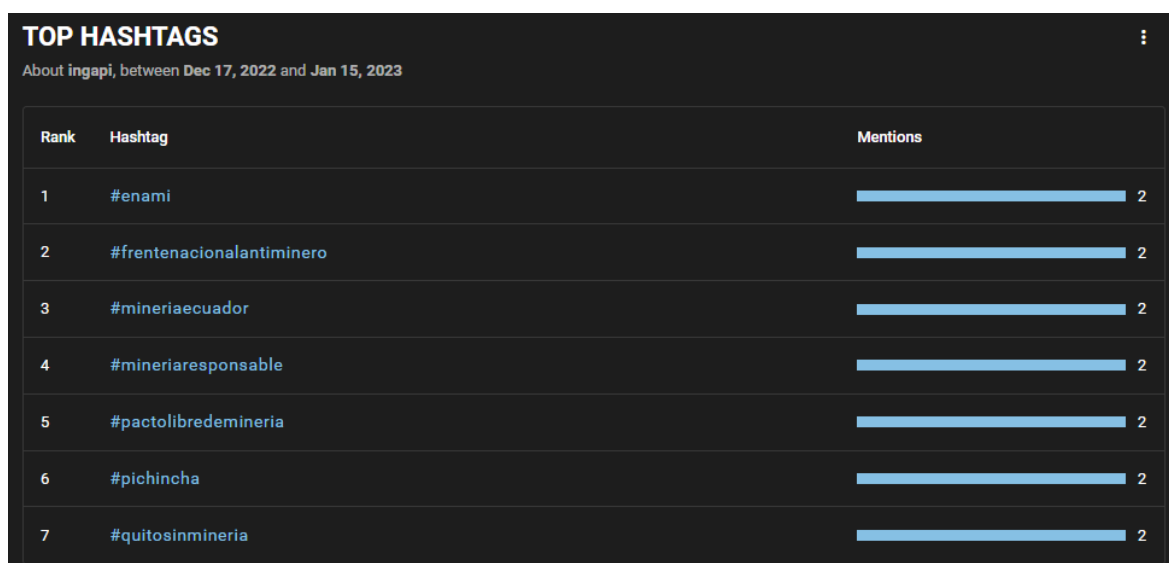 TOP HASHTAGS
About ingapi, between Dec 17, 2022 and Jan 15, 2023
Rank Hashtag Mentions
1 #enami 2
2 #frentenacionalantiminero 2
3 #mineriaecuador 2
4 #mineriaresponsable 2
5 #pactolibredemineria 2
6 #pichincha 2
7 #quitosinmineria 2